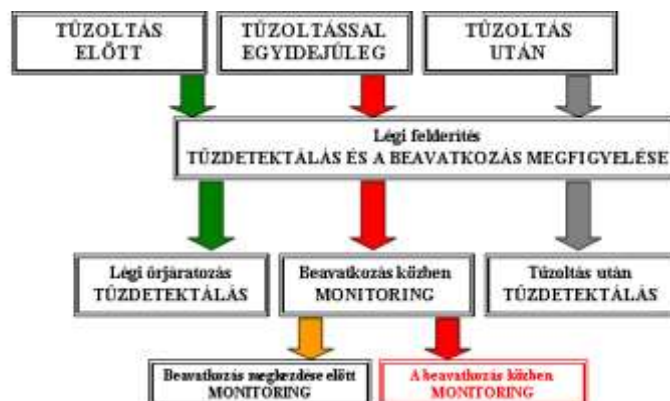 TŰZOLTÁS
ELŐTT
TŰZOLTÁSSAL
EGYIDEJŰLEG
TŰZOLTÁS
UTÁN
Légi felderítés
TŰZDETEKTÁLÁS ÉS A BEAVATKOZÁS MEGFIGYELÉSE
Légi őrjáratozás
TŰZDETEKTÁLÁS
Beavatkozás közben
MONITORING
Tűzoltás után
TŰZDETEKTÁLÁS
Beavatkozás megkezdése előtt
MONITORING
A beavatkozás közben
MONITORING